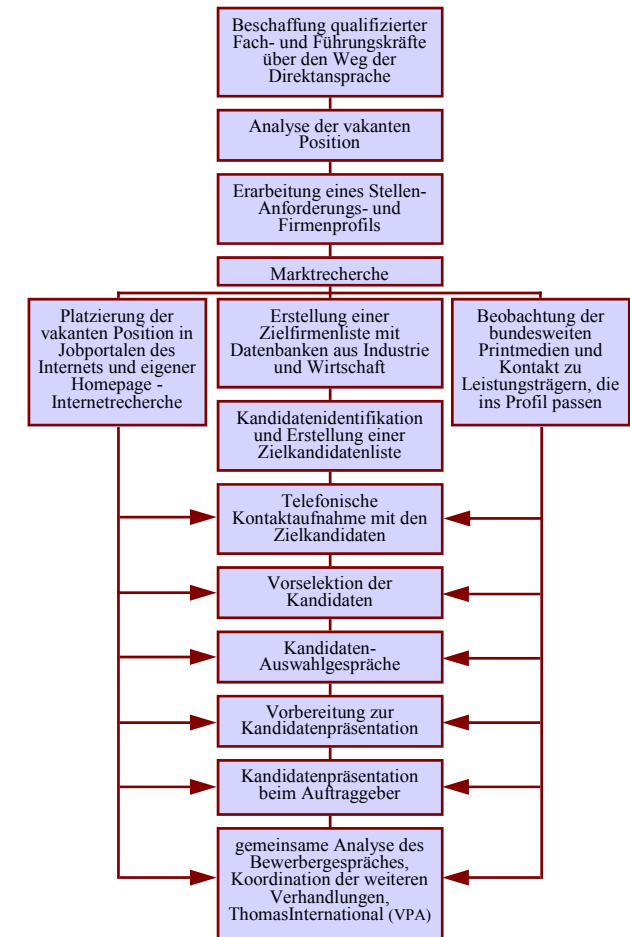 Beschaffung qualifizierter
Fach- und Führungskräfte
über den Weg der
Direktansprache
Analyse der vakanten
Position
Erarbeitung eines Stellen-
Anforderungs- und
Firmenprofils
Marktrecherche
Platzierung der
vakanten Position in
Jobportalen des
Internets und eigener
Homepage -
Internetrecherche
Erstellung einer
Zielfirmenliste mit
Datenbanken aus Industrie
und Wirtschaft
Beobachtung der
bundesweiten
Printmedien und
Kontakt zu
Leistungsträgern, die
ins Profil passen
Kandidatenidentifikation
und Erstellung einer
Zielkandidatenliste
Telefonische
Kontaktaufnahme mit den
Zielkandidaten
Vorselektion der
Kandidaten
Kandidaten-
Auswahlgespräche
Vorbereitung zur
Kandidatenpräsentation
Kandidatenpräsentation
beim Auftraggeber
gemeinsame Analyse des
Bewerbergespräches,
Koordination der weiteren
Verhandlungen,
ThomasInternational (VPA)